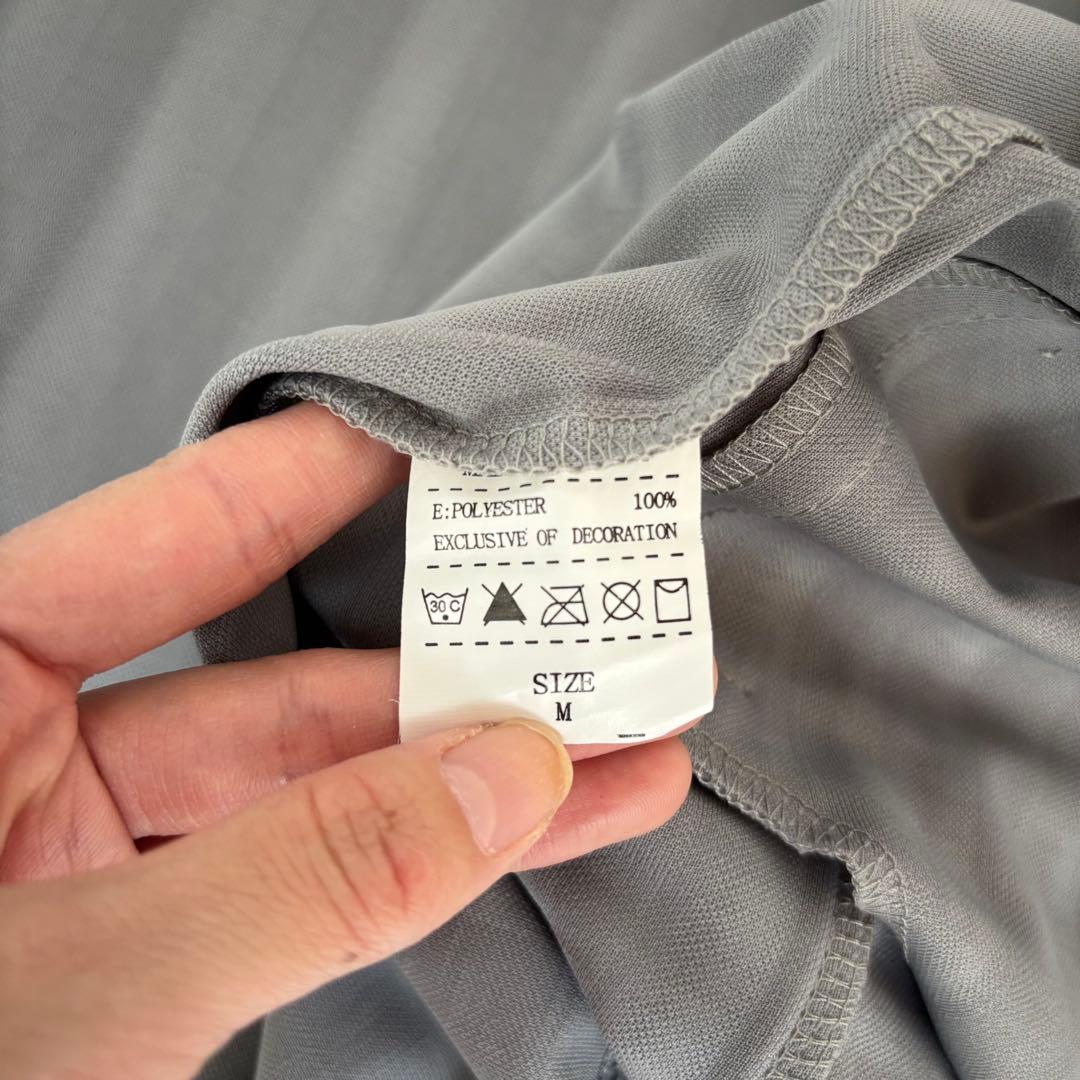 E:POLYESTER 100%
EXCLUSIVE OF DECORATION
30 C
SIZE
M